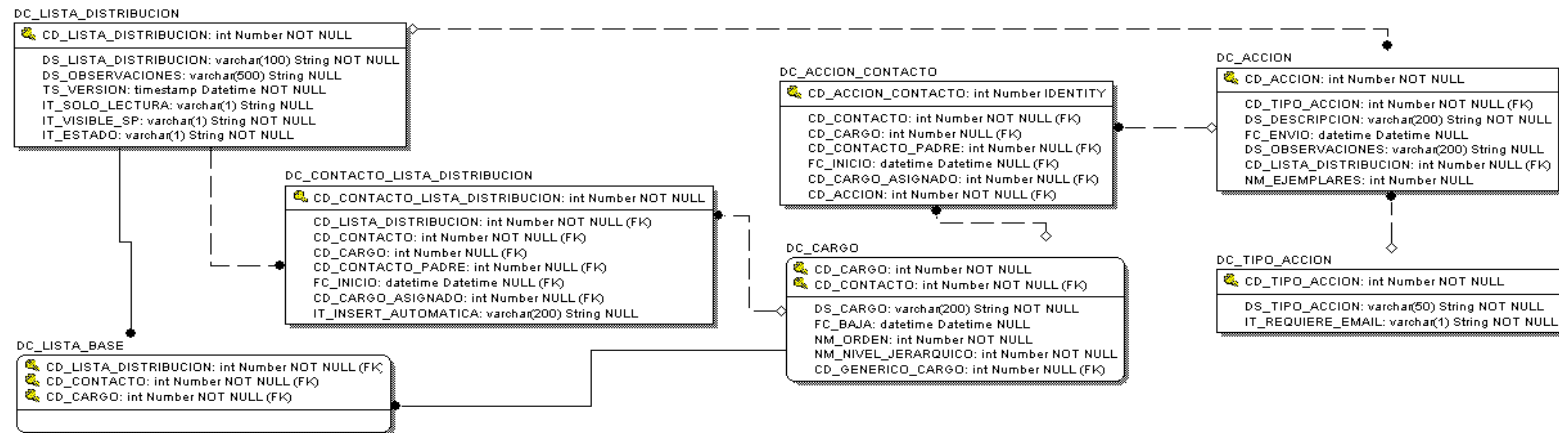 DC_LISTA_DISTRIBUCION
CD_LISTA_DISTRIBUCION: int Number NOT NULL
DS_LISTA_DISTRIBUCION: varchar(100) String NOT NULL
DS_OBSERVACIONES: varchar(500) String NULL
TS_VERSION: timestamp Datetime NOT NULL
IT_SOLO_LECTURA: varchar(1) String NULL
IT_VISIBLE_SP: varchar(1) String NOT NULL
IT_ESTADO: varchar(1) String NOT NULL
DC_CONTACTO_LISTA_DISTRIBUCION
CD_CONTACTO_LISTA_DISTRIBUCION: int Number NOT NULL
CD_LISTA_DISTRIBUCION: int Number NOT NULL (FK)
CD_CONTACTO: int Number NOT NULL (FK)
CD_CARGO: int Number NULL (FK)
CD_CONTACTO_PADRE: int Number NULL (FK)
FC_INICIO: datetime Datetime NULL (FK)
CD_CARGO_ASIGNADO: int Number NULL (FK)
IT_INSERT_AUTOMATICA: varchar(200) String NULL
DC_LISTA_BASE
CD_LISTA_DISTRIBUCION: int Number NOT NULL (FK)
CD_CONTACTO: int Number NOT NULL (FK)
CD_CARGO: int Number NOT NULL (FK)
DC_ACCION_CONTACTO
CD_ACCION_CONTACTO: int Number IDENTITY
CD_CONTACTO: int Number NOT NULL (FK)
CD_CARGO: int Number NULL (FK)
CD_CONTACTO_PADRE: int Number NULL (FK)
FC_INICIO: datetime Datetime NULL (FK)
CD_CARGO_ASIGNADO: int Number NULL (FK)
CD_ACCION: int Number NOT NULL (FK)
DC_CARGO
CD_CARGO: int Number NOT NULL
CD_CONTACTO: int Number NOT NULL (FK)
DS_CARGO: varchar(200) String NOT NULL
FC_BAJA: datetime Datetime NULL
NM_ORDEN: int Number NOT NULL
NM_NIVEL_JERARQUICO: int Number NOT NULL
CD_GENERICO_CARGO: int Number NULL (FK)
DC_ACCION
CD_ACCION: int Number NOT NULL
CD_TIPO_ACCION: int Number NOT NULL (FK)
DS_DESCRIPCION: varchar(200) String NOT NULL
FC_ENVIO: datetime Datetime NULL
DS_OBSERVACIONES: varchar(200) String NULL
CD_LISTA_DISTRIBUCION: int Number NULL (FK)
NM_EJEMPLARES: int Number NULL
DC_TIPO_ACCION
CD_TIPO_ACCION: int Number NOT NULL
DS_TIPO_ACCION: varchar(50) String NOT NULL
IT_REQUIERE_EMAIL: varchar(1) String NOT NULL